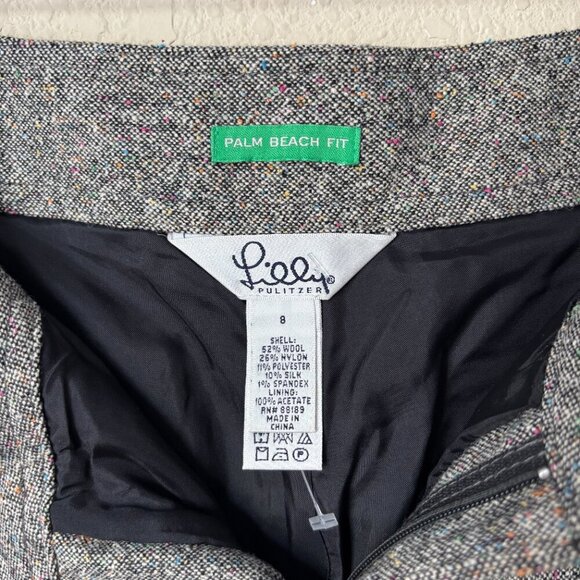 PALM BEACH FIT
Lilly®
PULITZER
8
SHELL:
52% WOOL
26% NYLON
11% POLYESTER
10% SILK
1% SPANDEX
LINING:
100% ACETATE
RN# 88189
MADE IN
CHINA